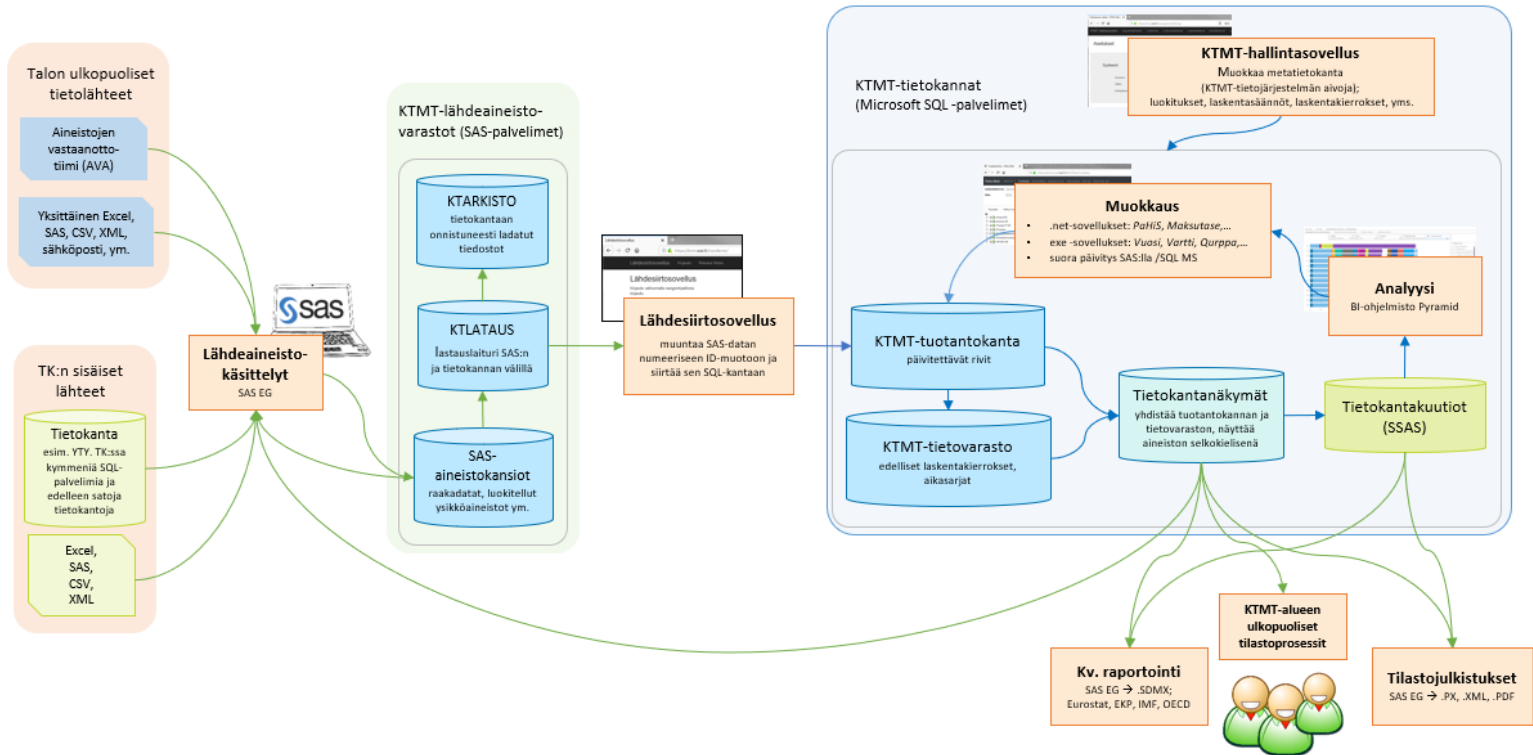 Talon ulkopuoliset
tietolähteet
Aineistojen
vastaanotto-
tiimi (AVA)
Yksittäinen Excel,
SAS, CSV, XML,
sähköposti, ym.
TK:n sisäiset
lähteet
Tietokanta
esim. YTY. TK:ssa
kymmeniä SQL-
palvelimia ja
edelleen satoja
tietokantoja
Excel,
SAS,
CSV,
XML
sas
Lähdeaineisto-
käsittelyt
SAS EG
KTMT-lähdeaineisto-
varastot (SAS-palvelimet)
KTARKISTO
tietokantaan
onnistuneesti ladatut
tiedostot
KTLATAUS
lastauslaituri SAS:n
ja tietokannan välillä
SAS-
aineistokansiot
raakadatat, luokitellut
ysikköaineistot ym.
Lähdesiirtosovellus
Lähdesiirtosovellus
muuntaa SAS-datan
numeeriseen ID-muotoon ja
siirtää sen SQL-kantaan
KTMT-tietokannat
(Microsoft SQL -palvelimet)
KTMT-hallintasovellus
Muokkaa metatietokanta
(KTMT-tietojärjestelmän aivoja);
luokitukset, laskentasäännöt, laskentakierrokset, yms.
Muokkaus
• .net-sovellukset: PaHiS, Maksutase,…
• exe -sovellukset: Vuasi, Vartti, Qurppa,…
• suora päivitys SAS:lla /SQL MS
Analyysi
BI-ohjelmisto Pyramid
KTMT-tuotantokanta
päivitettävät rivit
KTMT-tietovarasto
edelliset laskentakierrokset,
aikasarjat
Tietokantanäkymät
yhdistää tuotantokannan ja
tietovaraston, näyttää
aineiston selkokielisenä
Tietokantakuutiot
(SSAS)
Kv. raportointi
SAS EG → .SDMX;
Eurostat, EKP, IMF, OECD
KTMT-alueen
ulkopuoliset
tilastoprosessit
Tilastojulkistukset
SAS EG → .PX, .XML, .PDF